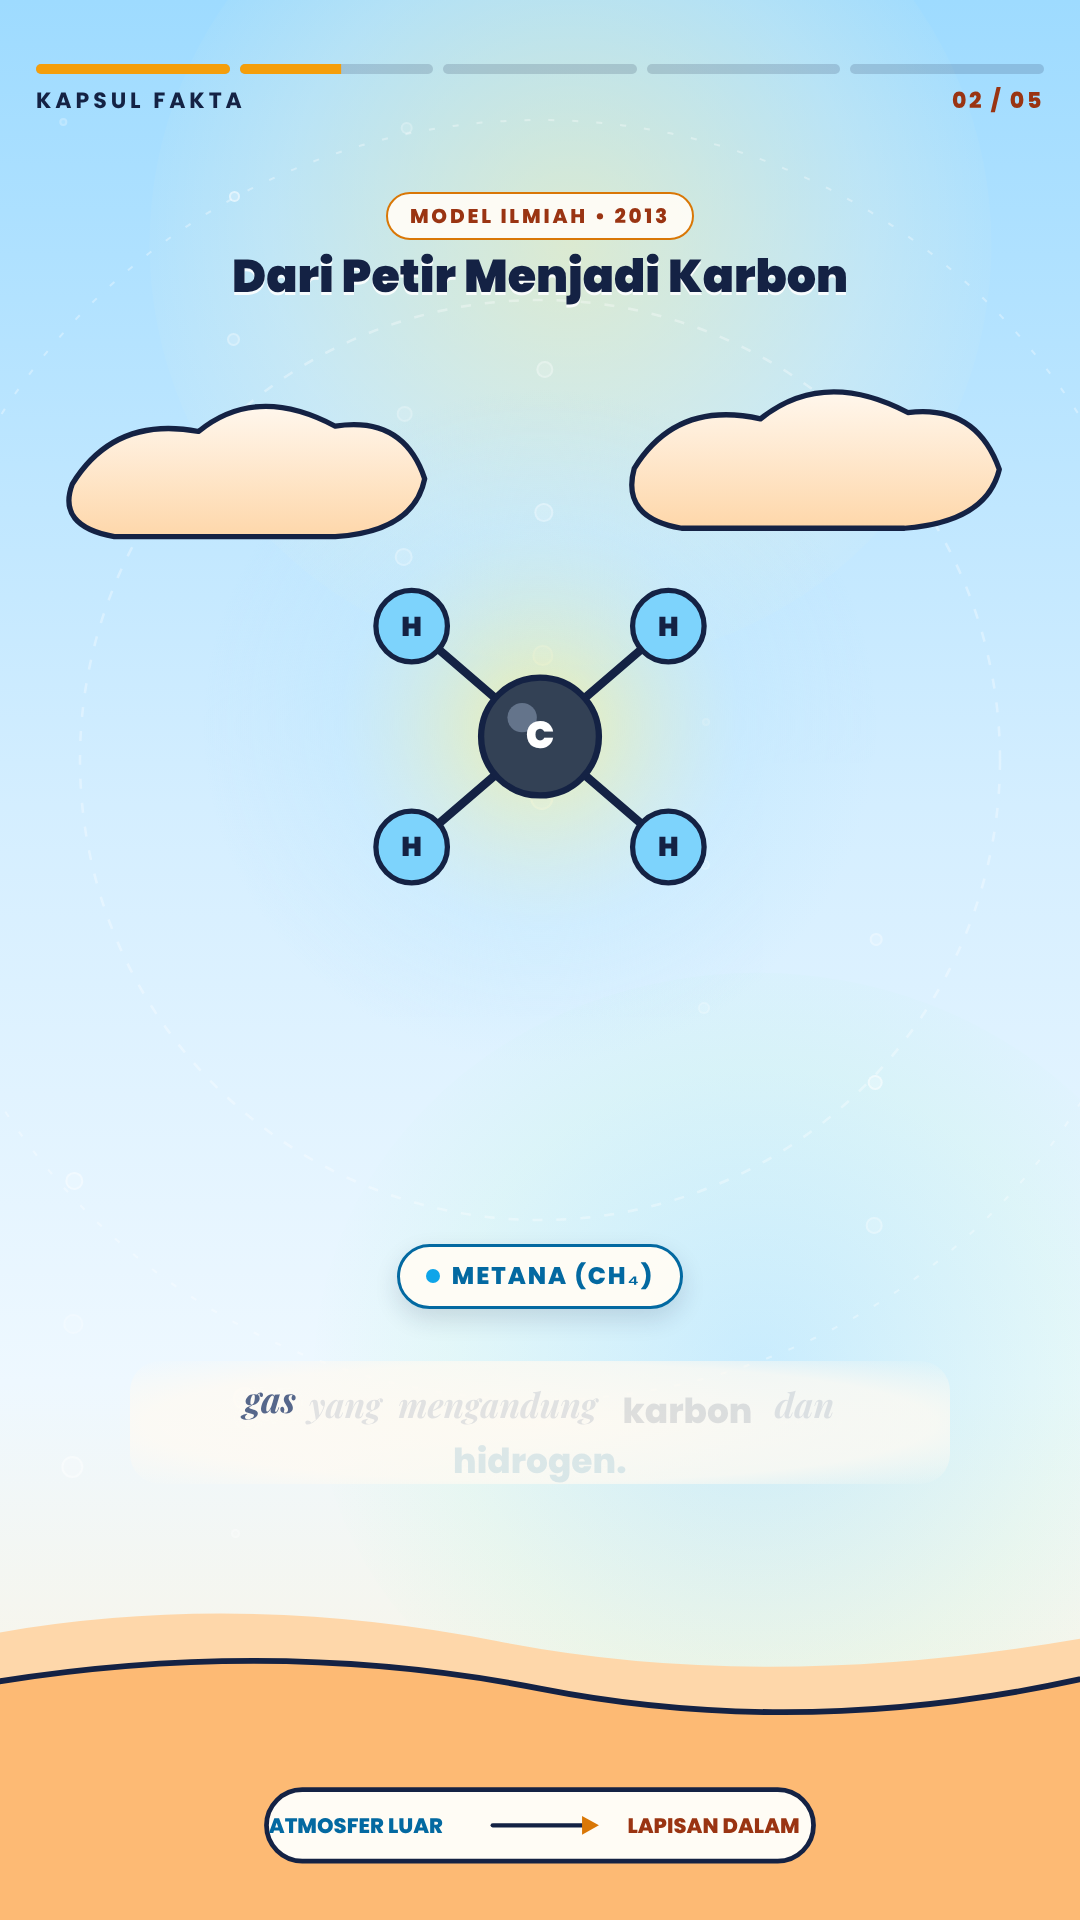 KAPSUL FAKTA
02 / 05
MODEL ILMIAH • 2013
Dari Petir Menjadi Karbon
H H
C
H H
METANA (CH₄)
gas yang mengandung karbon dan
hidrogen.
ATMOSFER LUAR LAPISAN DALAM